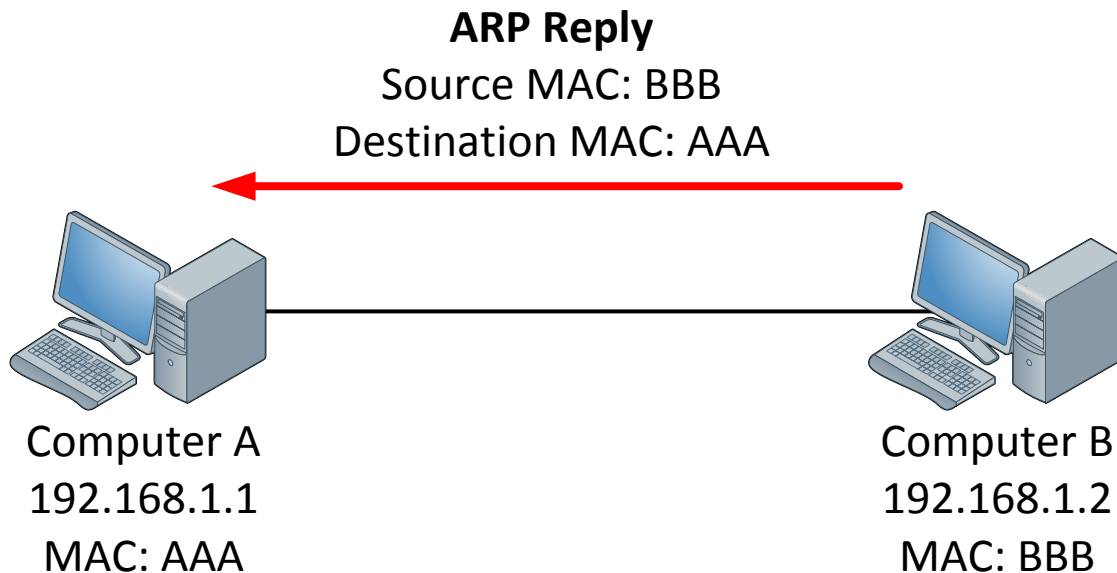 ARP Reply
Source MAC: BBB
Destination MAC: AAA
Computer A
192.168.1.1
MAC: AAA
Computer B
192.168.1.2
MAC: BBB